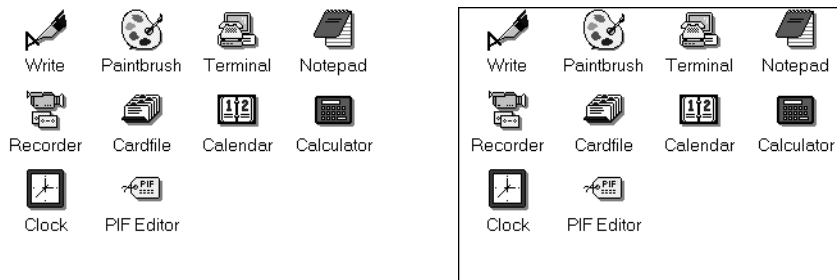 Write Paintbrush Terminal Notepad
Recorder Cardfile Calendar Calculator
Clock PIF Editor
Write Paintbrush Terminal Notepad
Recorder Cardfile Calendar Calculator
Clock PIF Editor